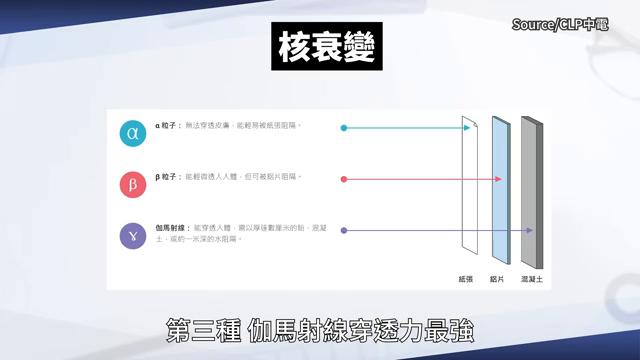 Source/CLP中電
核衰變
α
α 粒子： 無法穿透皮膚，能輕易被紙張阻隔。
β
β 粒子： 能輕微透入人體，但可被鋁片阻隔。
γ
伽馬射線： 能穿透人體，需以厚達數厘米的鉛，混凝
土，或約一米深的水阻隔。
紙張 鋁片 混凝土
第三種 伽馬射線穿透力最強